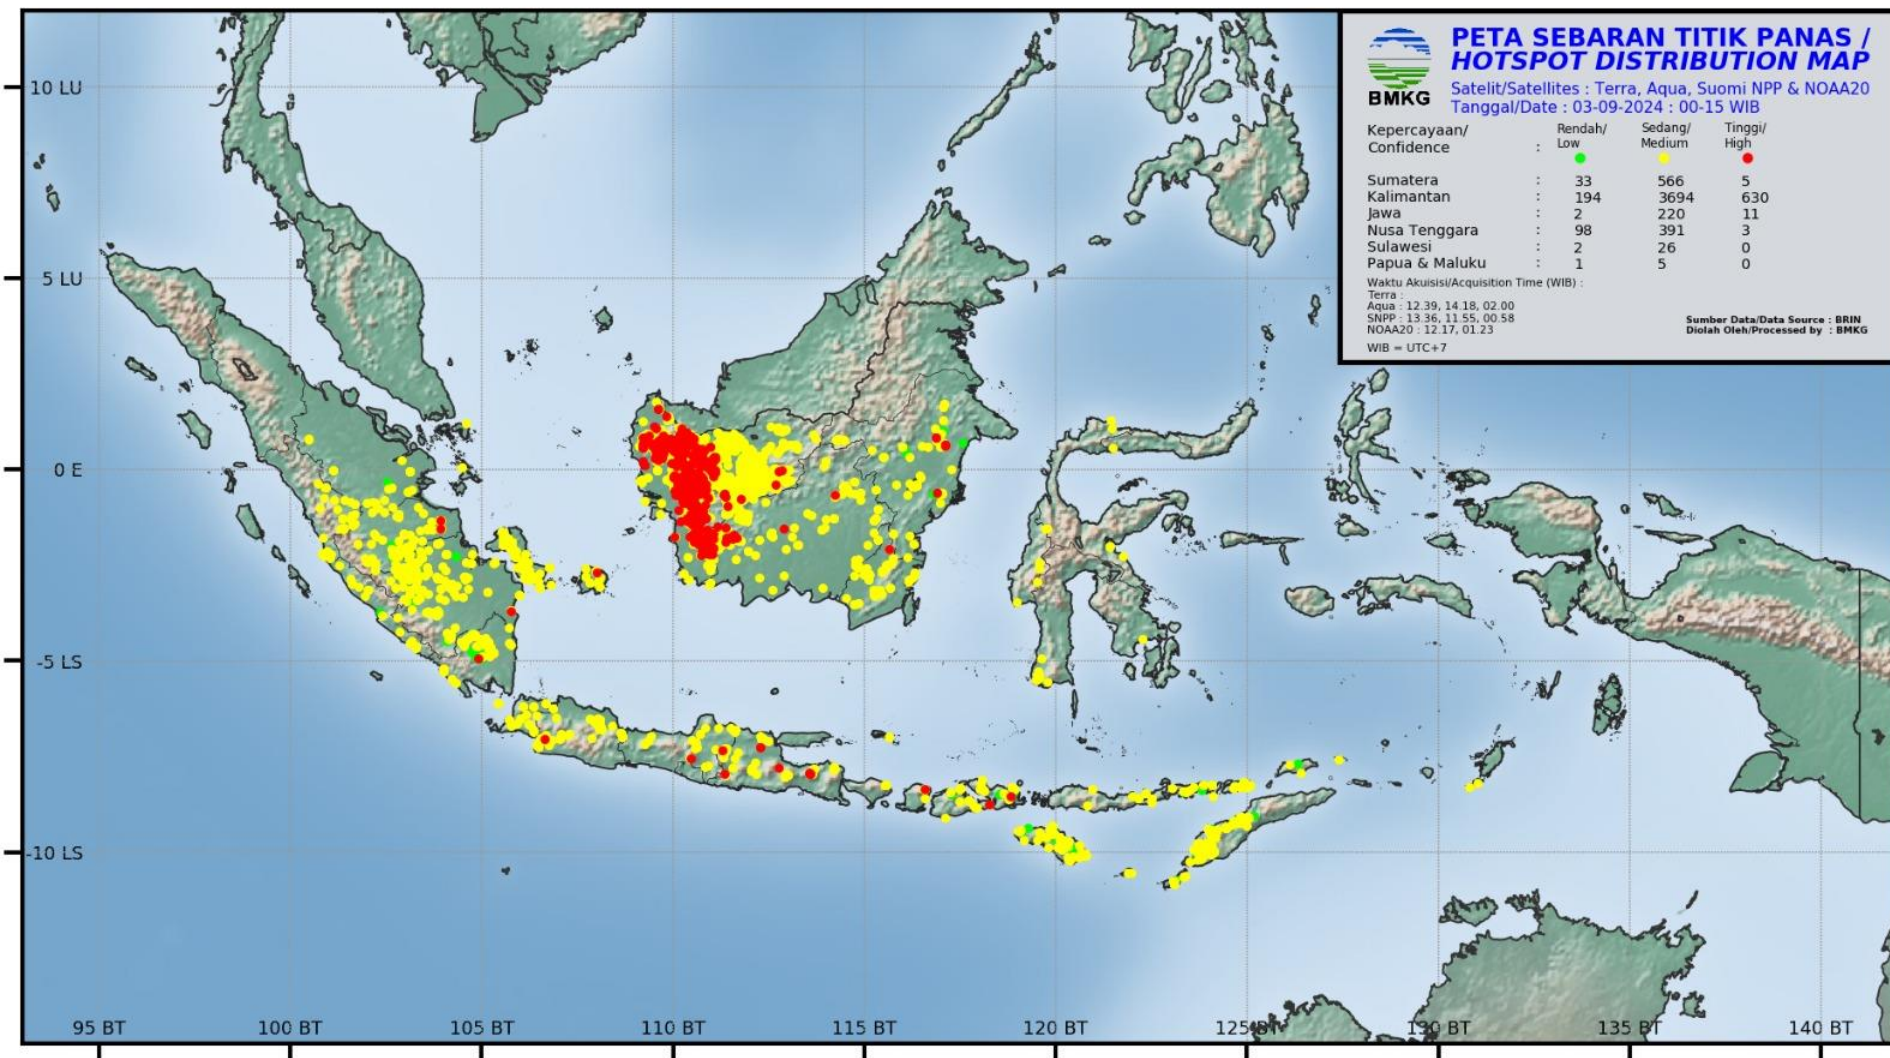 PETA SEBARAN TITIK PANAS /
HOTSPOT DISTRIBUTION MAP
Satelit/Satellites : Terra, Aqua, Suomi NPP & NOAA20
Tanggal/Date : 03-09-2024 : 00-15 WIB
BMKG
Kepercayaan/ Rendah/ Sedang/ Tinggi/
Confidence : Low Medium High
Sumatera : 33 566 5
Kalimantan : 194 3694 630
Jawa : 2 220 11
Nusa Tenggara : 98 391 3
Sulawesi : 2 26 0
Papua & Maluku : 1 5 0
Waktu Akuisisi/Acquisition Time (WIB) :
Terra :
Aqua : 12.39, 14.18, 02.00
SNPP : 13.36, 11.55, 00.58
NOAA20 : 12.17, 01.23
WIB = UTC+7
Sumber Data/Data Source : BRIN
Diolah Oleh/Processed by : BMKG
10 LU
5 LU
0 E
-5 LS
-10 LS
95 BT 100 BT 105 BT 110 BT 115 BT 120 BT 125 BT 130 BT 135 BT 140 BT